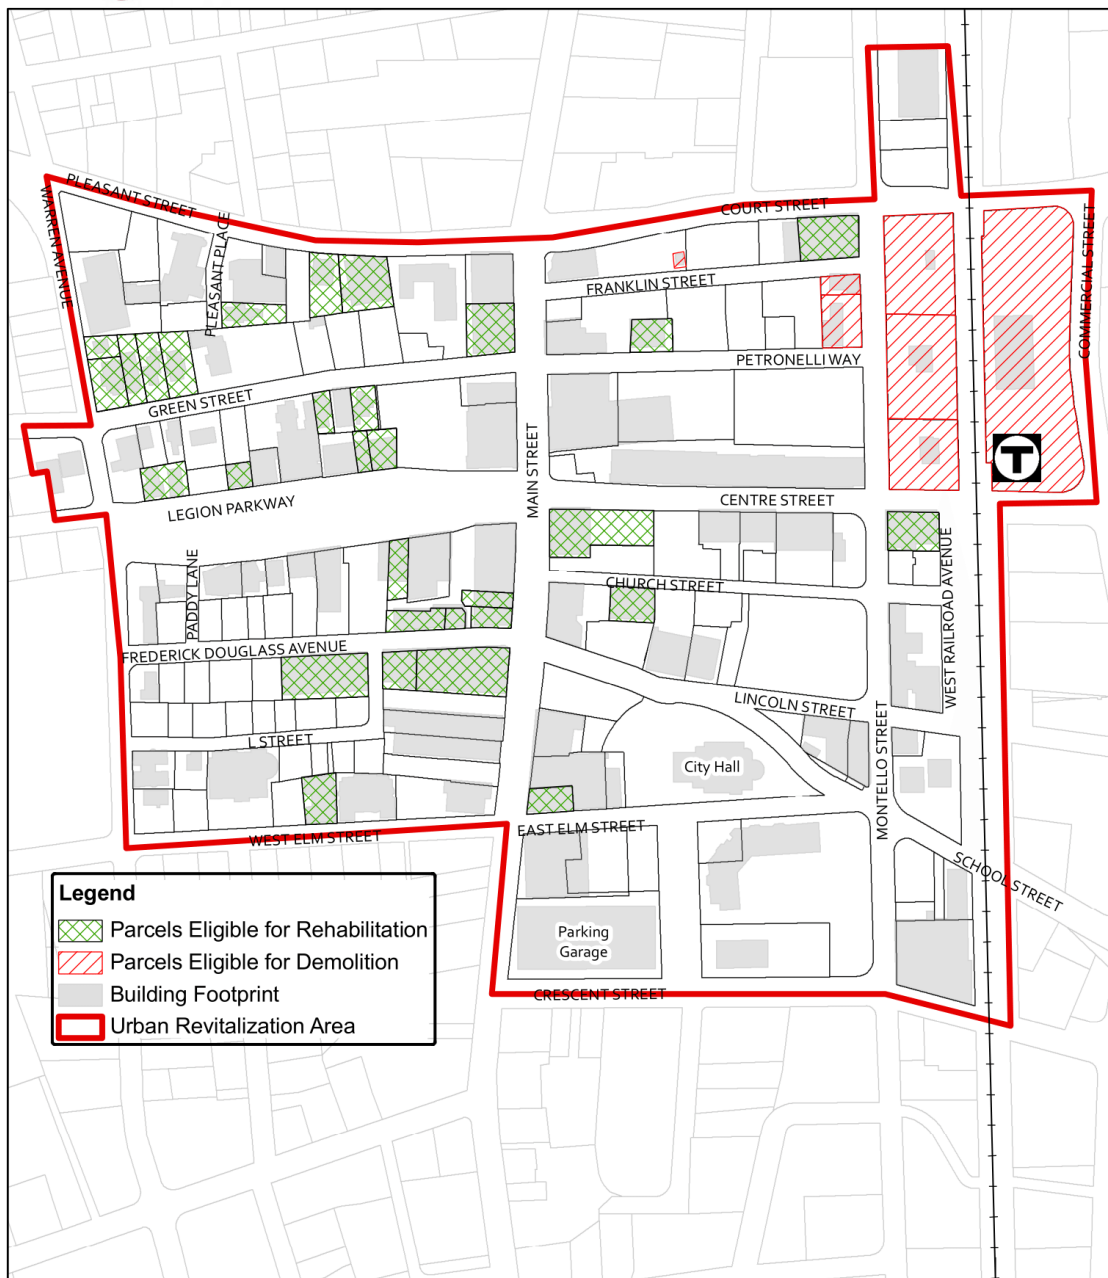 PLEASANT STREET
WARREN AVENUE
PLEASANT PLACE
COURT STREET
COMMERCIAL STREET
FRANKLIN STREET
PETRONELLI WAY
GREEN STREET
MAIN STREET
T
CENTRE STREET
LEGION PARKWAY
PADDY LANE
CHURCH STREET
WEST RAILROAD AVENUE
FREDERICK DOUGLASS AVENUE
LINCOLN STREET
MONTELLO STREET
L STREET
City Hall
EAST ELM STREET
WEST ELM STREET
SCHOOL STREET
Parking
Garage
CRESCENT STREET
Legend
Parcels Eligible for Rehabilitation
Parcels Eligible for Demolition
Building Footprint
Urban Revitalization Area